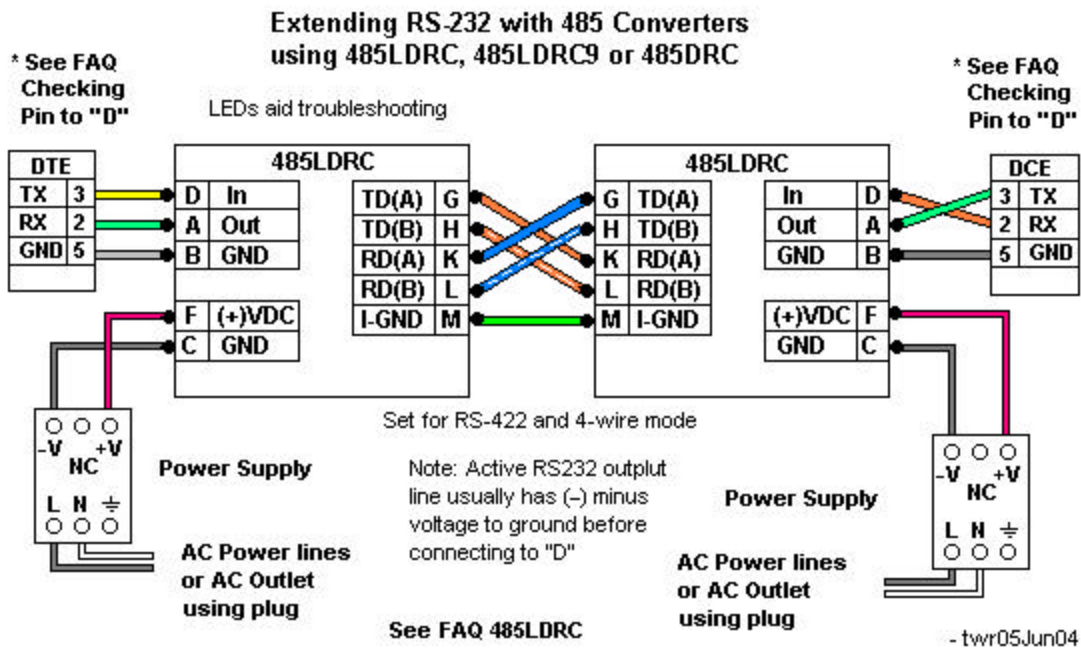 Extending RS-232 with 485 Converters
using 485LDRC, 485LDRC9 or 485DRC
* See FAQ
Checking
Pin to "D"
LEDs aid troubleshooting
* See FAQ
Checking
Pin to "D"
DTE
TX 3
RX 2
GND 5
485LDRC
D In
A Out
B GND
F (+)VDC
C GND
TD(A) G
TD(B) H
RD(A) K
RD(B) L
I-GND M
485LDRC
G TD(A)
H TD(B)
K RD(A)
L RD(B)
M I-GND
In D
Out A
GND B
(+)VDC F
GND C
DCE
3 TX
2 RX
5 GND
Set for RS-422 and 4-wire mode
-V +V
NC
L N
Power Supply
AC Power lines
or AC Outlet
using plug
Note: Active RS232 outplut
line usually has (–) minus
voltage to ground before
connecting to "D"
Power Supply
-V +V
NC
L N
AC Power lines
or AC Outlet
using plug
See FAQ 485LDRC
- twr05Jun04